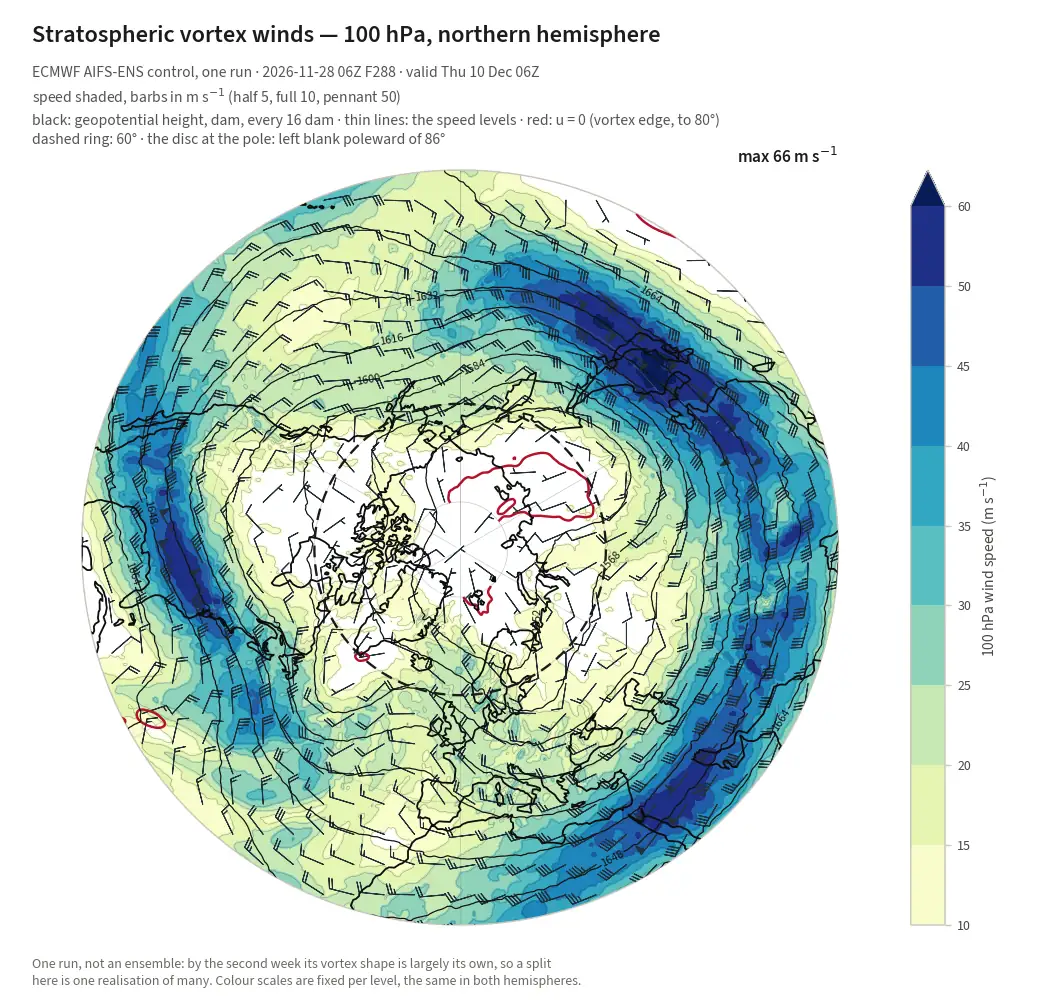 Stratospheric vortex winds — 100 hPa, northern hemisphere
ECMWF AIFS-ENS control, one run · 2026-11-28 06Z F288 · valid Thu 10 Dec 06Z
speed shaded, barbs in m s⁻¹ (half 5, full 10, pennant 50)
black: geopotential height, dam, every 16 dam · thin lines: the speed levels · red: u = 0 (vortex edge, to 80°)
dashed ring: 60° · the disc at the pole: left blank poleward of 86°
max 66 m s⁻¹
60
50
45
40
35
30
25
20
15
10
100 hPa wind speed (m s⁻¹)
1664
1632
1616
1600
1584
1648
1568
1664
1648
One run, not an ensemble: by the second week its vortex shape is largely its own, so a split
here is one realisation of many. Colour scales are fixed per level, the same in both hemispheres.